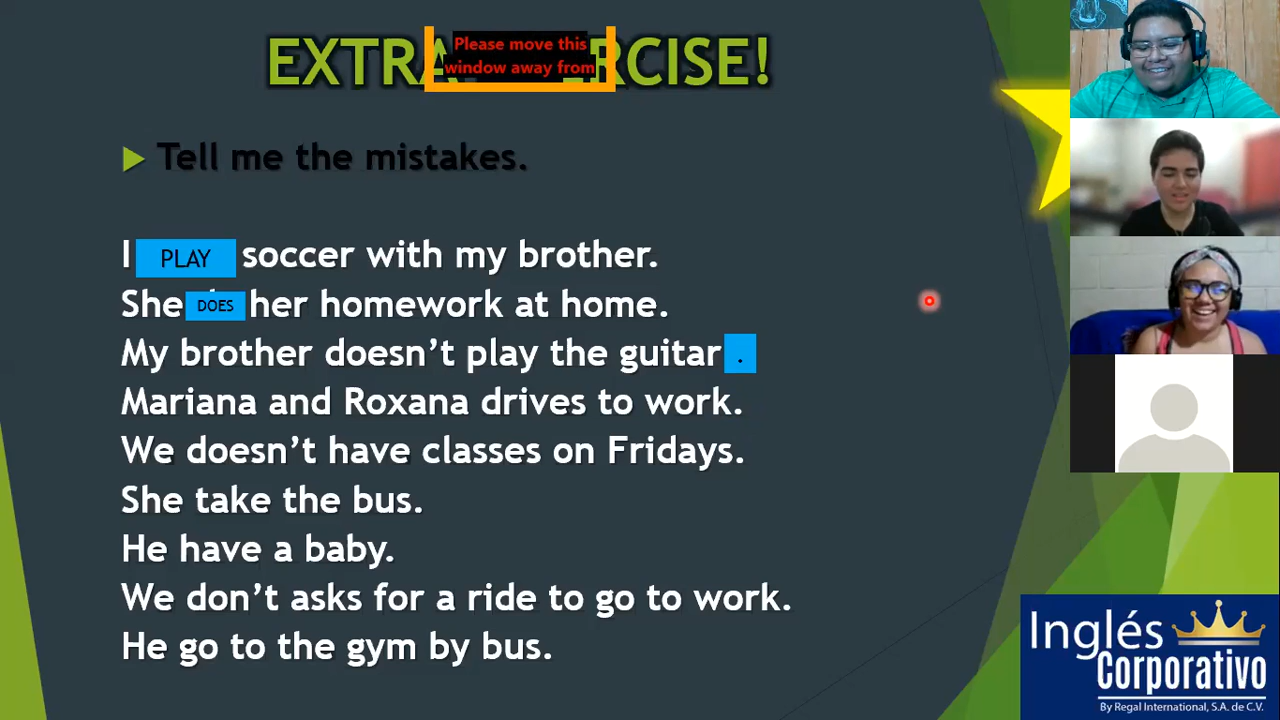 EXTRA RCISE!
Please move this
window away from
Tell me the mistakes.
I PLAY soccer with my brother.
She DOES her homework at home.
My brother doesn’t play the guitar .
Mariana and Roxana drives to work.
We doesn’t have classes on Fridays.
She take the bus.
He have a baby.
We don’t asks for a ride to go to work.
He go to the gym by bus.
Inglés
Corporativo
By Regal International, S.A. de C.V.